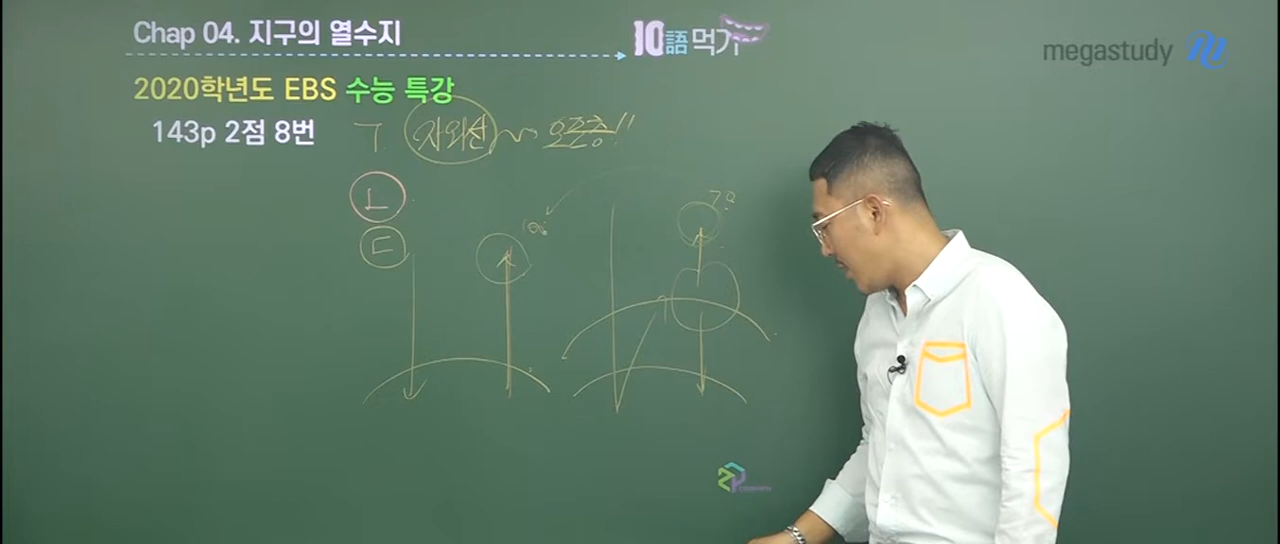 Chap 04. 지구의 열수지
10語 먹기
megastudy
2020학년도 EBS 수능 특강
143p 2점 8번
ㄱ. 자외선 ~ 오존층!!
ㄴ
ㄷ